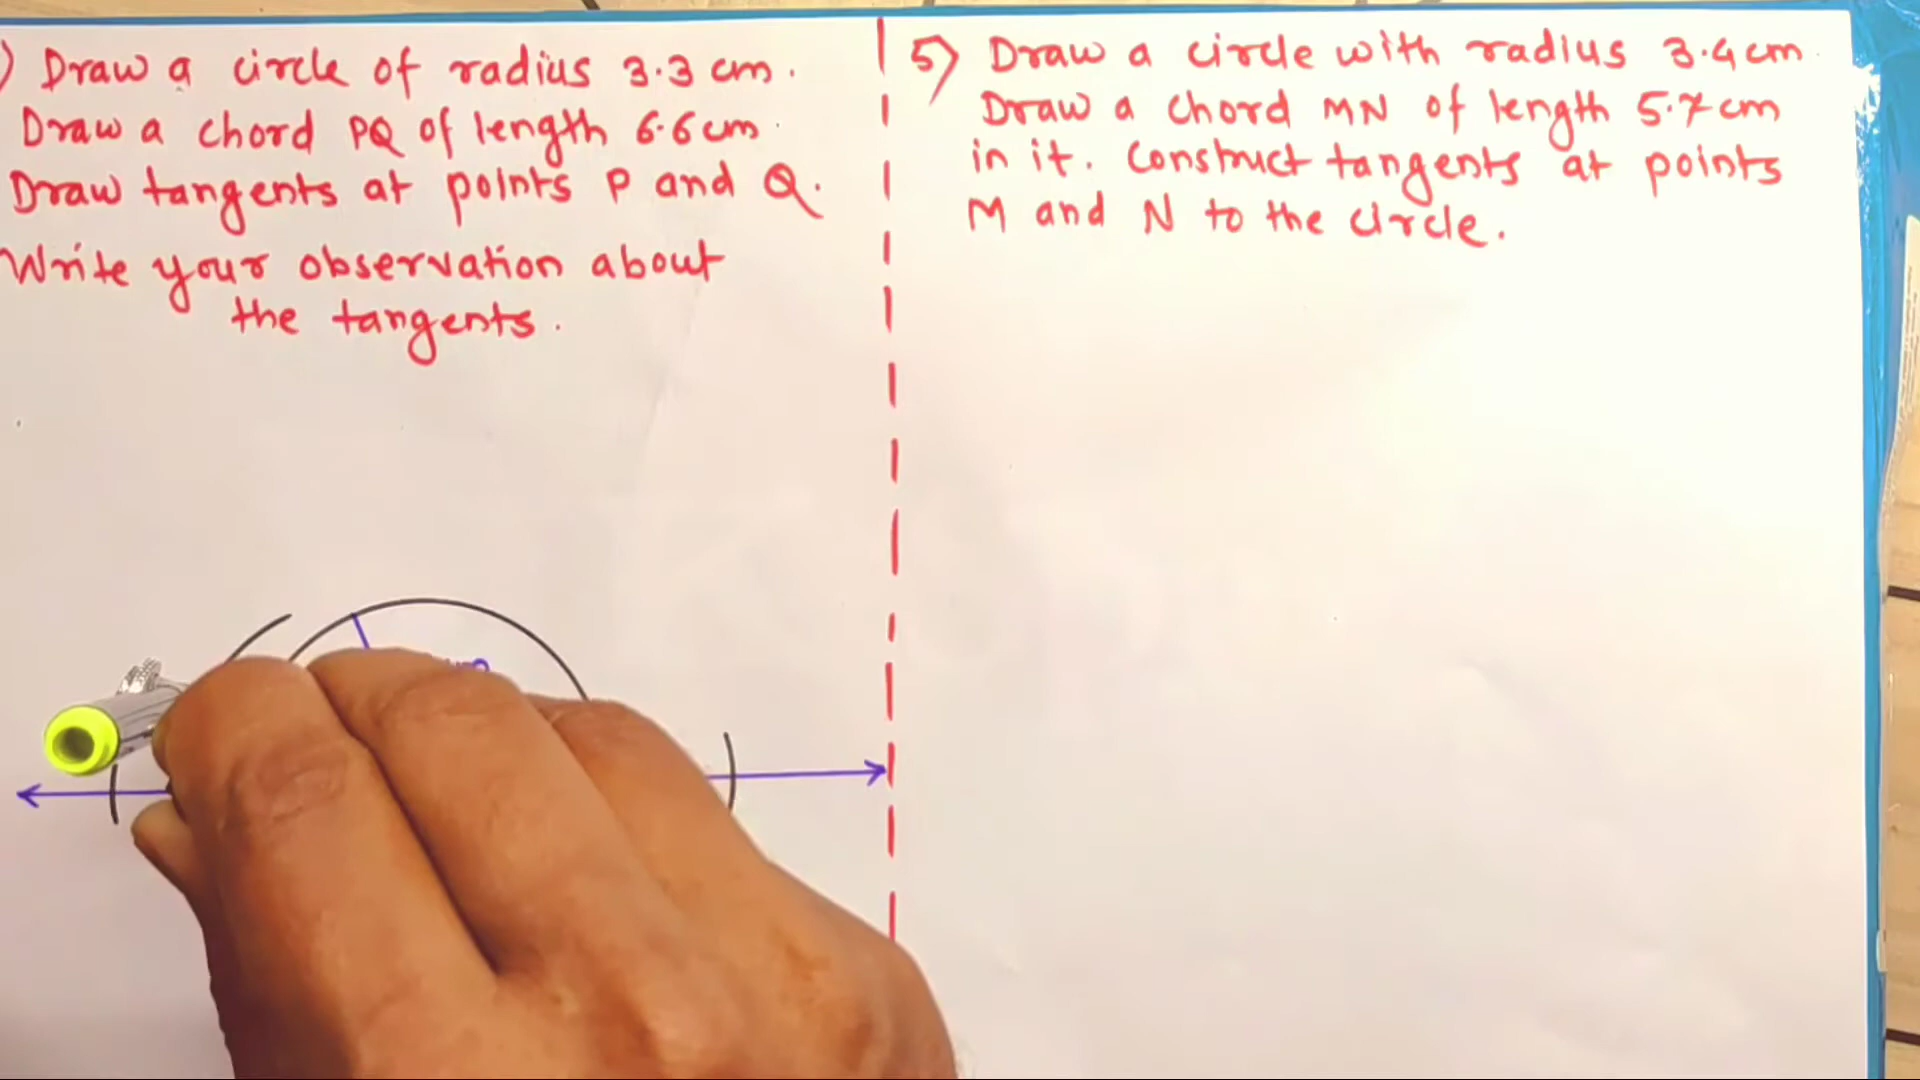 ) Draw a circle of radius 3.3 cm.
Draw a chord PQ of length 6.6 cm.
Draw tangents at points P and Q.
Write your observation about
the tangents.
5) Draw a circle with radius 3.4 cm.
Draw a chord MN of length 5.7 cm
in it. Construct tangents at points
M and N to the circle.